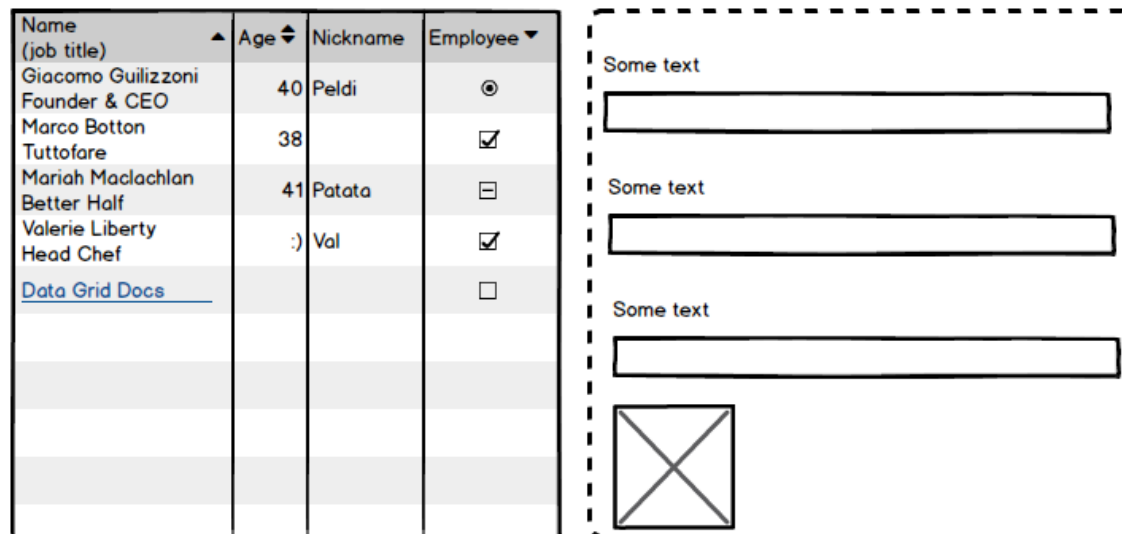 Name
(job title)
Age
Nickname
Employee
Giacomo Guilizzoni
Founder & CEO
40
Peldi
Marco Botton
Tuttofare
38
Mariah Maclachlan
Better Half
41
Patata
Valerie Liberty
Head Chef
:)
Val
Data Grid Docs
Some text
Some text
Some text